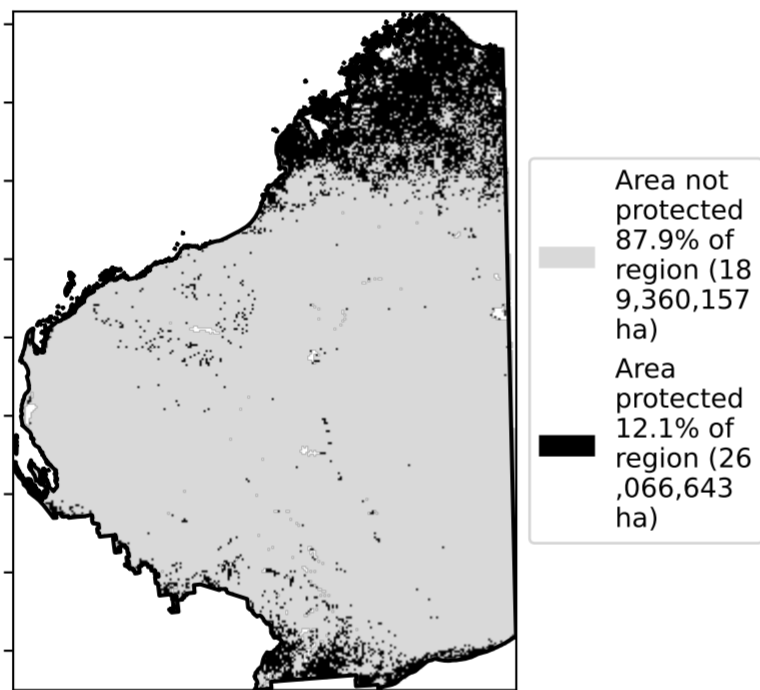 Area not
protected
87.9% of
region (18
9,360,157
ha)
Area
protected
12.1% of
region (26
,066,643
ha)